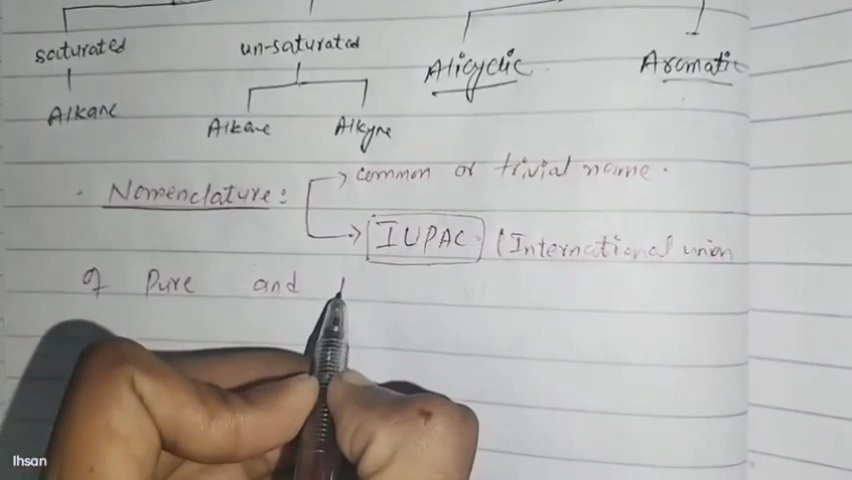 saturated un-saturated Alicyclic Aromatic
Alkane
Alkane Alkyne
. Nomenclature: common or trivial name.
IUPAC. (International union
of Pure and
Ihsan